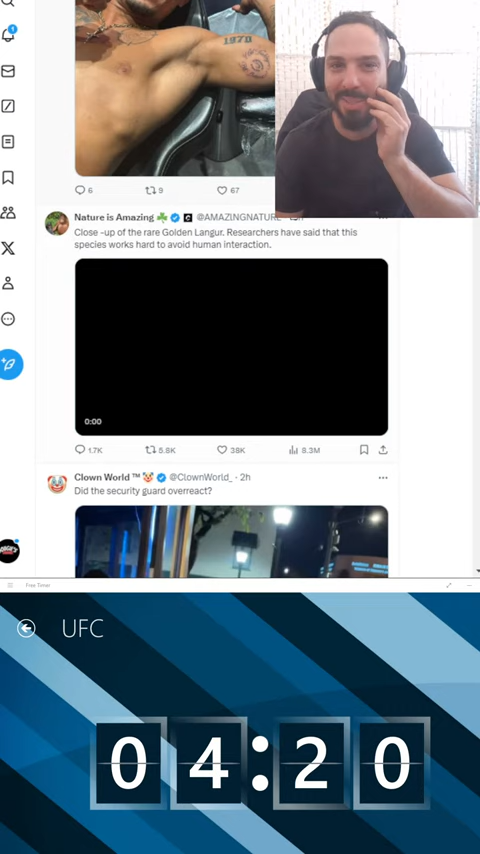 1970
6 9 67
Nature is Amazing ☘️ @AMAZINGNATURE
Close -up of the rare Golden Langur. Researchers have said that this
species works hard to avoid human interaction.
0:00
1.7K 5.8K 38K 8.3M
Clown World ™ 🤡 @ClownWorld_ · 2h
Did the security guard overreact?
Free Timer
UFC
04:20